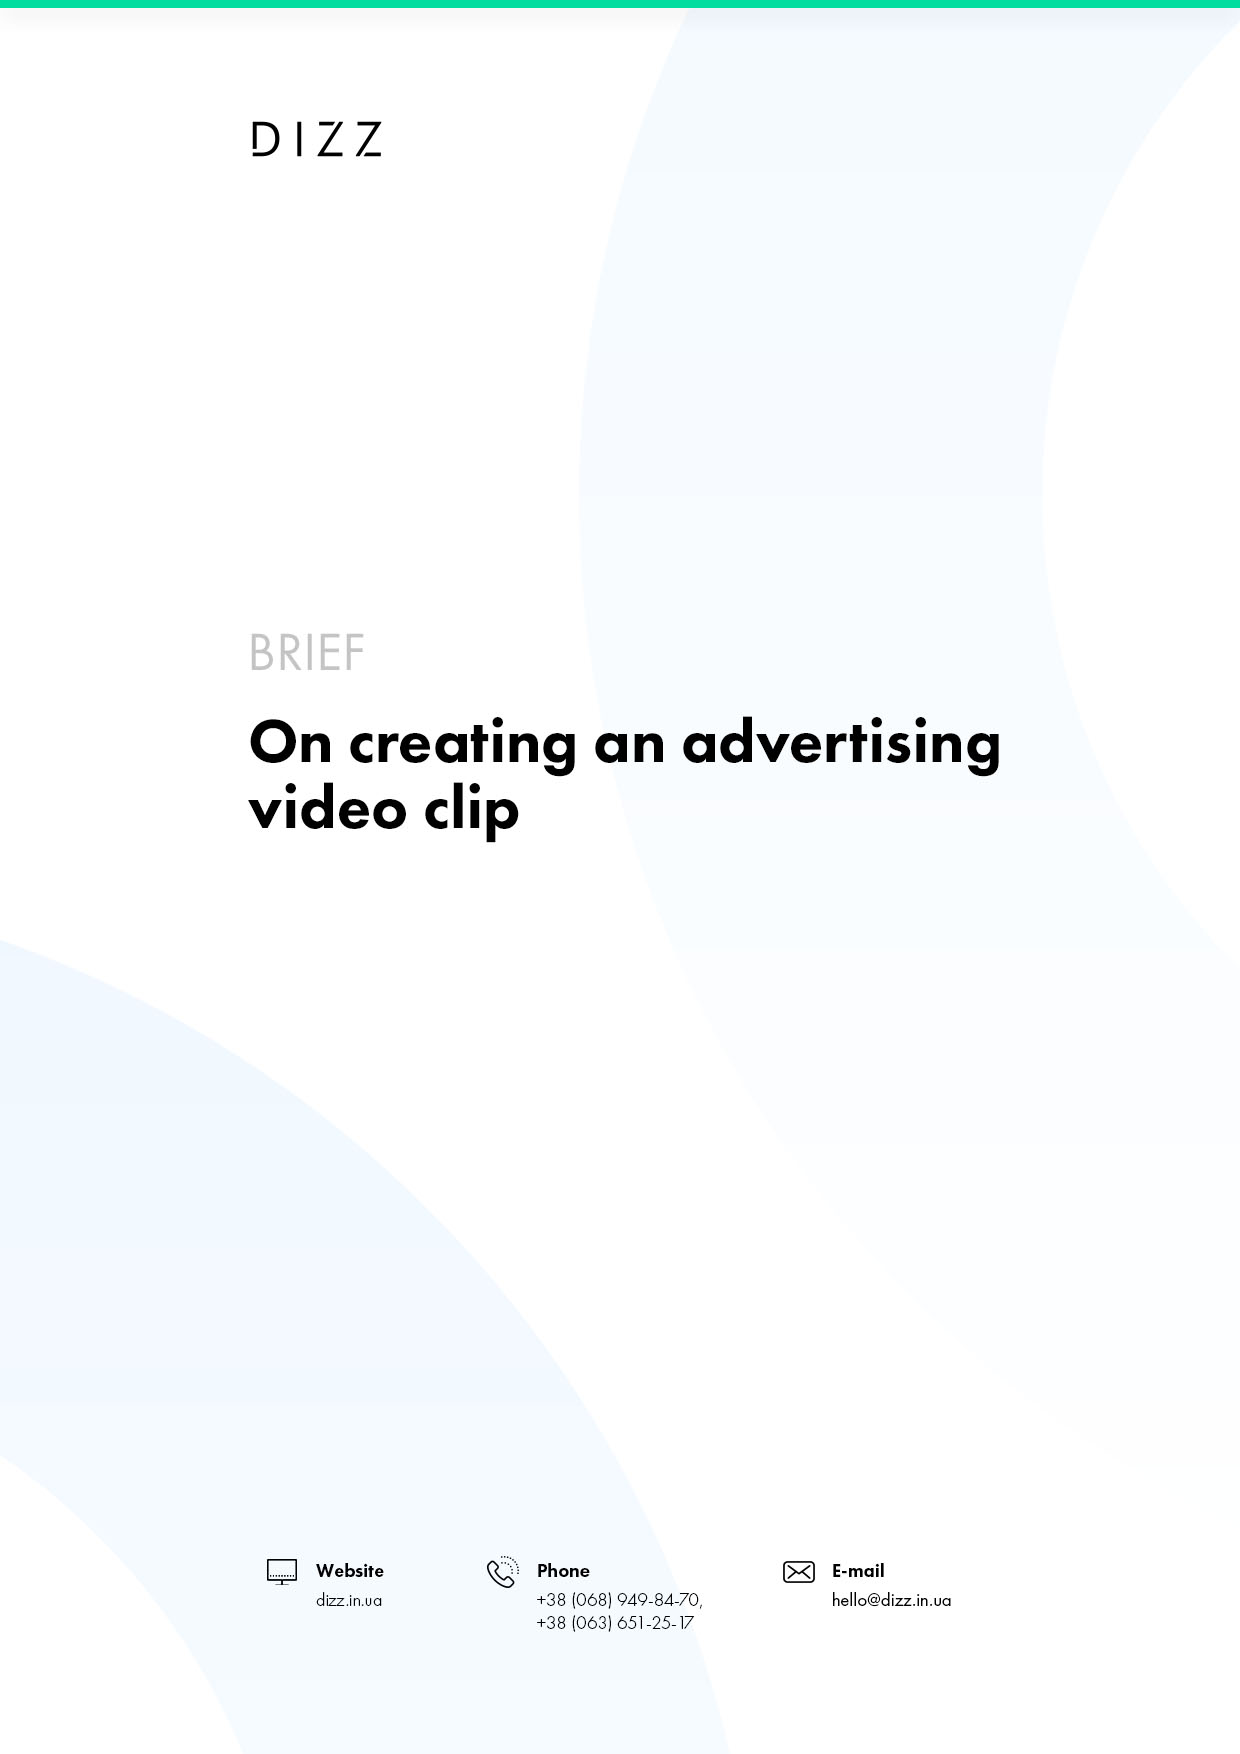 DIZZ
BRIEF
On creating an advertising
video clip
Website
dizz.in.ua
Phone
+38 (068) 949-84-70,
+38 (063) 651-25-17
E-mail
hello@dizz.in.ua